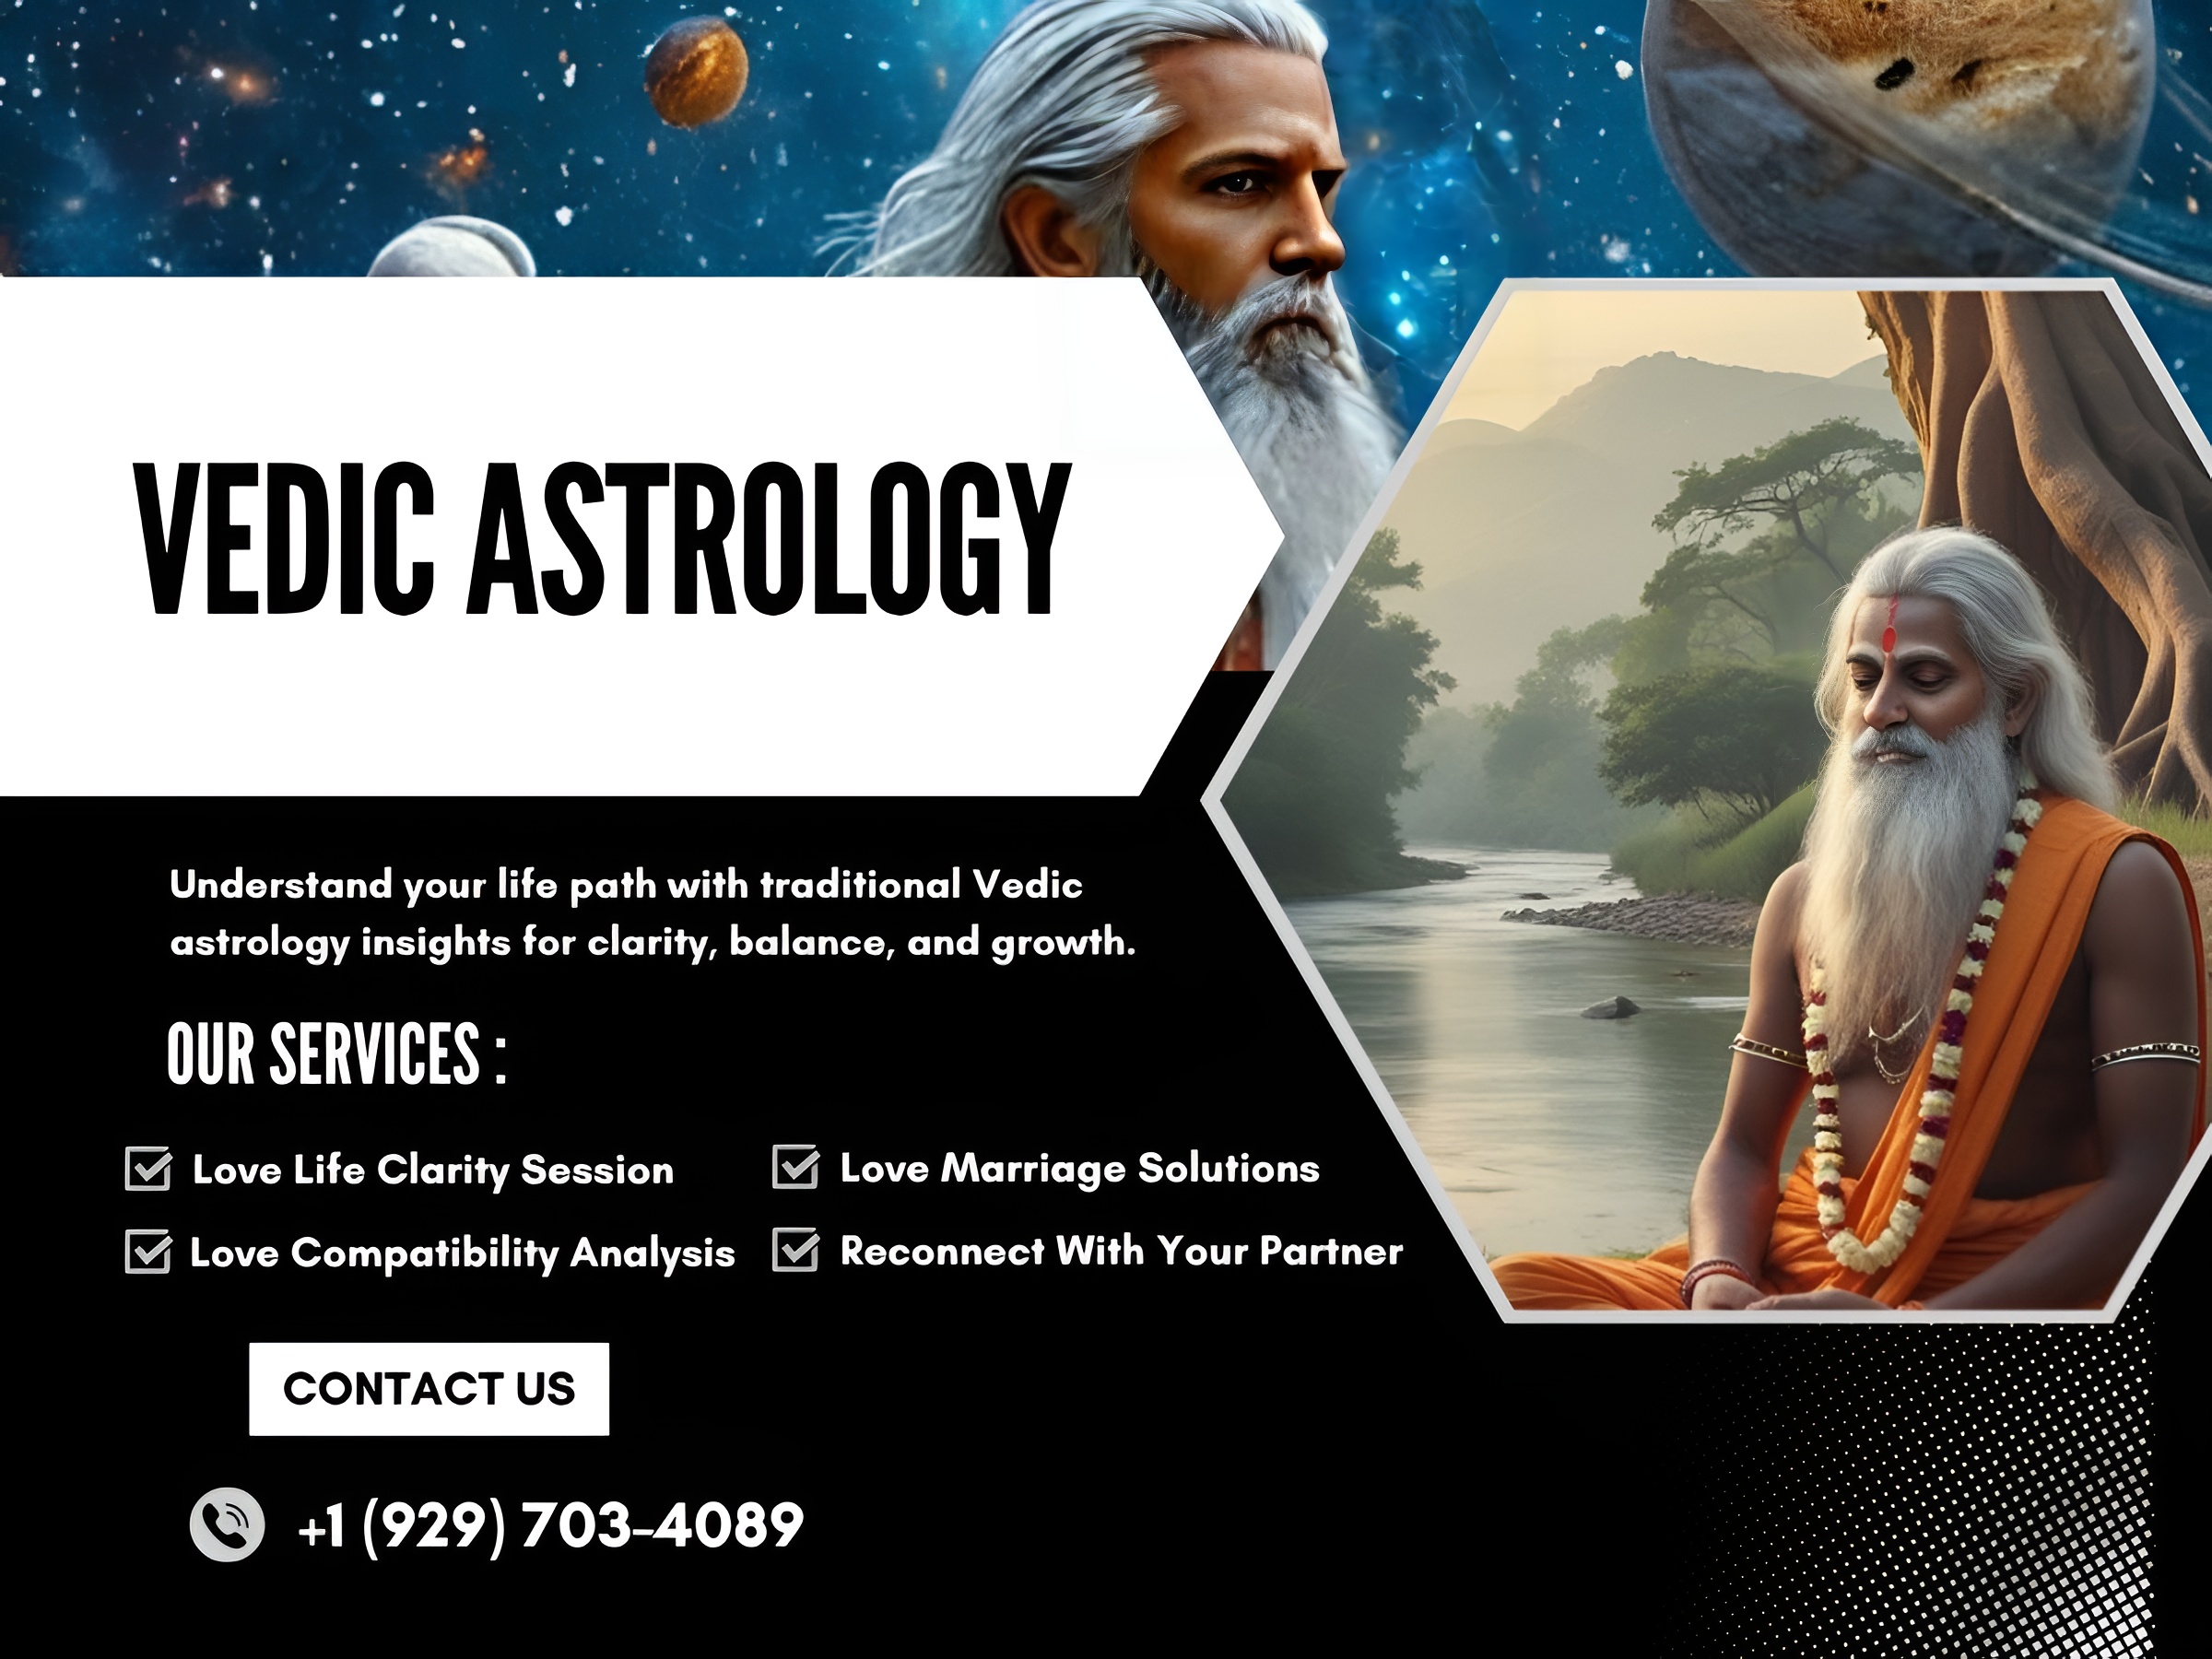 VEDIC ASTROLOGY
Understand your life path with traditional Vedic
astrology insights for clarity, balance, and growth.
OUR SERVICES :
Love Life Clarity Session
Love Marriage Solutions
Love Compatibility Analysis
Reconnect With Your Partner
CONTACT US
+1 (929) 703-4089